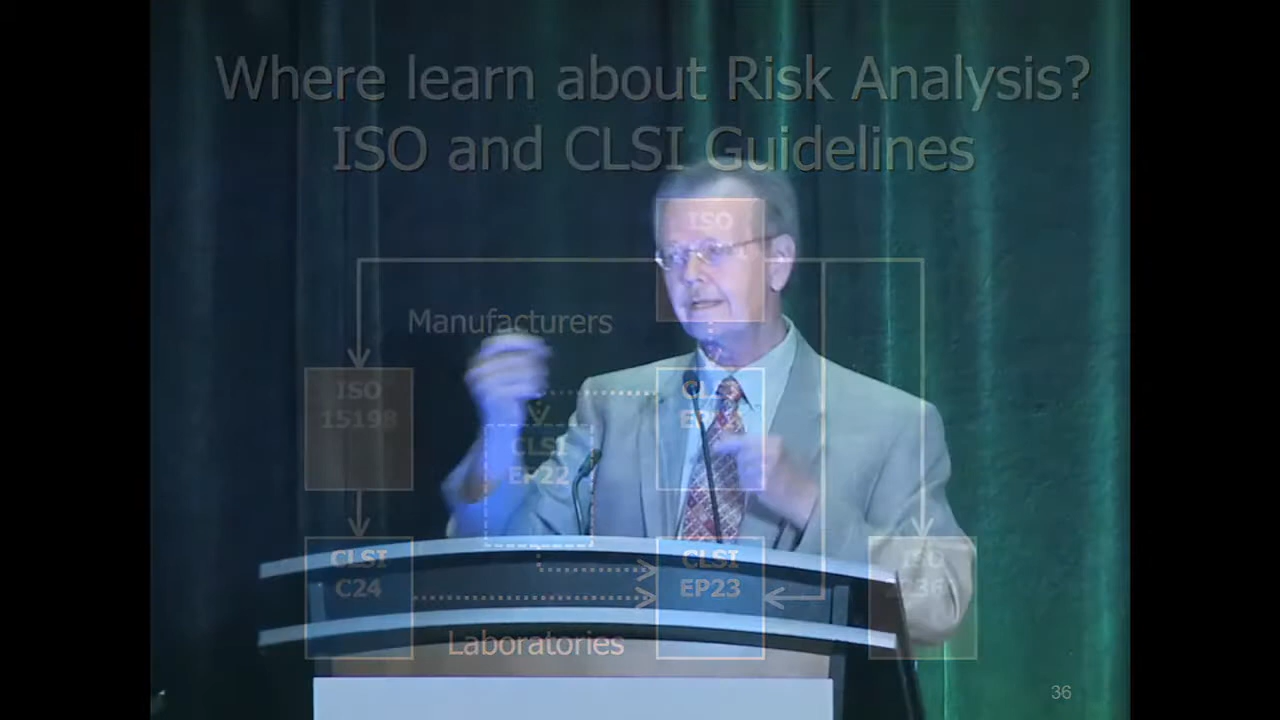 Where learn about Risk Analysis?
ISO and CLSI Guidelines
ISO
Manufacturers
ISO
15198
CLSI
CLSI
EP22
CLSI
C24
CLSI
EP23
Laboratories
36